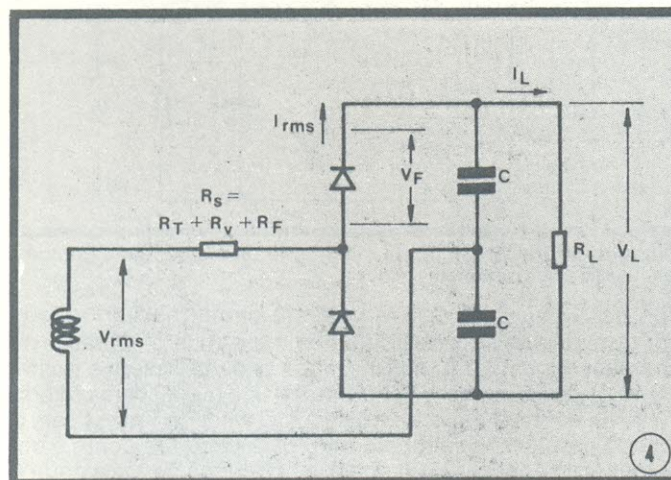 I_L
I_rms
V_F
C
R_s =
R_T + R_v + R_F
R_L
V_L
V_rms
C
4